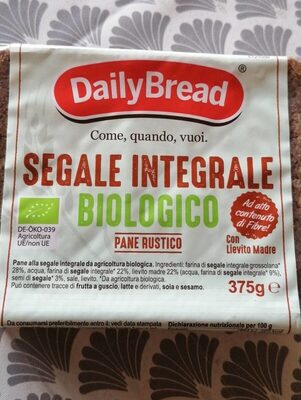 DailyBread®
Come, quando, vuoi.
SEGALE INTEGRALE
BIOLOGICO
Ad alto
contenuto
di Fibre!
DE-ÖKO-039
Agricoltura
UE/non UE
PANE RUSTICO
Con
Lievito Madre
Pane alla segale integrale da agricoltura biologica. Ingredienti: farina di segale integrale grossolana*
28%, acqua, farina di segale integrale* 22%, lievito madre 22% (acqua, farina di segale integrale* 9%),
semi di segale* 3%, sale, lievito. *Da agricoltura biologica.
Può contenere tracce di frutta a guscio, latte e derivati, soia e sesamo.
375g e
Da consumarsi preferibilmente entro il: vedi data stampata
Dichiarazione nutrizionale per 100 g